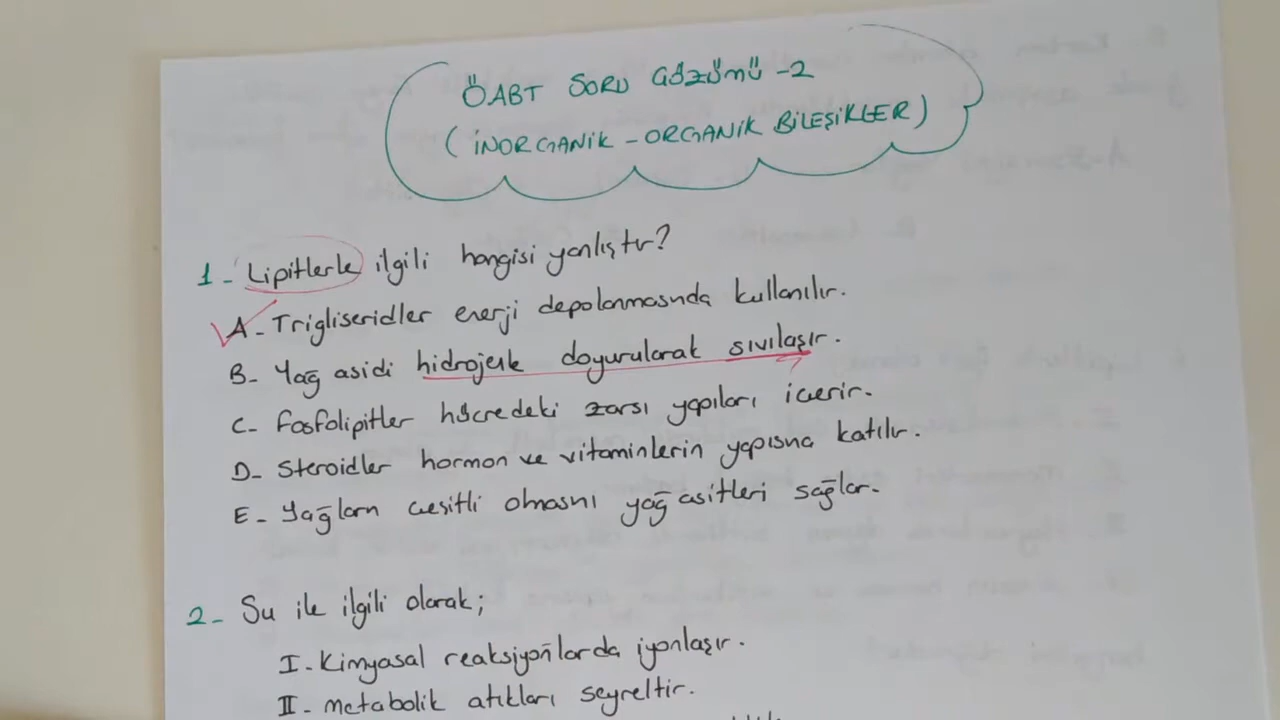 ÖABT SORU ÇÖZÜMÜ -2
(İNORGANİK - ORGANİK BİLEŞİKLER)
1- Lipitlerle ilgili hangisi yanlıştır?
A- Trigliseridler enerji depolanmasında kullanılır.
B- Yağ asidi hidrojenle doyurularak sıvılaşır.
C- Fosfolipitler hücredeki zarsı yapıları içerir.
D- Steroidler hormon ve vitaminlerin yapısına katılır.
E- Yağların çeşitli olmasını yağ asitleri sağlar.
2- Su ile ilgili olarak;
I- Kimyasal reaksiyonlarda iyonlaşır.
II- Metabolik atıkları seyreltir.